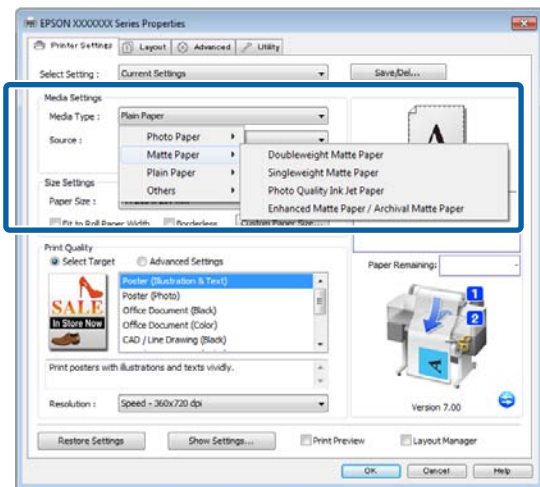 EPSON XXXXXXX Series Properties
Printer Settings Layout Advanced Utility
Select Setting : Current Settings Save/Del...
Media Settings
Media Type : Plain Paper
Source :
Photo Paper
Matte Paper
Plain Paper
Others
Doubleweight Matte Paper
Singleweight Matte Paper
Photo Quality Ink Jet Paper
Enhanced Matte Paper / Archival Matte Paper
A
Size Settings
Paper Size :
Fit to Roll Paper Width Borderless Custom Paper Size...
Print Quality
Select Target Advanced Settings
Paper Remaining: -
SALE
In Store Now
Poster (Illustration & Text)
Poster (Photo)
Office Document (Black)
Office Document (Color)
CAD / Line Drawing (Black)
1
2
A
Print posters with illustrations and texts vividly.
Resolution : Speed - 360x720 dpi
Version 7.00
Restore Settings Show Settings... Print Preview Layout Manager
OK Cancel Help